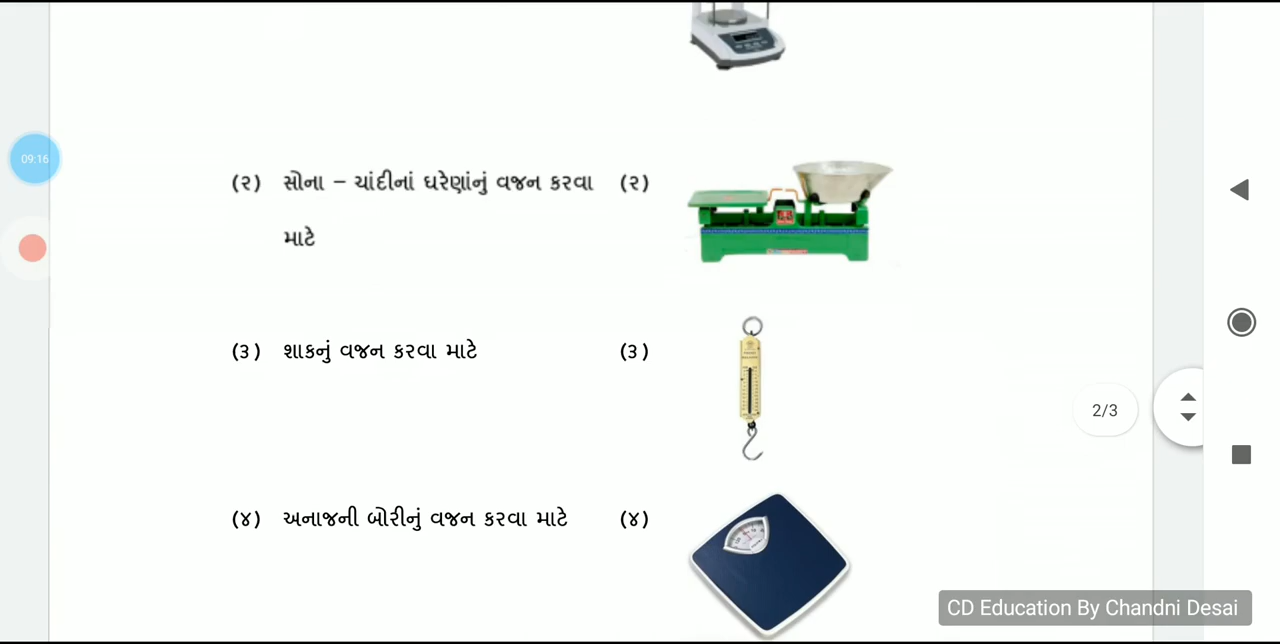 09:16
(૨) સોના – ચાંદીનાં ઘરેણાંનું વજન કરવા (૨)
માટે
(૩) શાકનું વજન કરવા માટે (૩)
2/3
(૪) અનાજની બોરીનું વજન કરવા માટે (૪)
CD Education By Chandni Desai